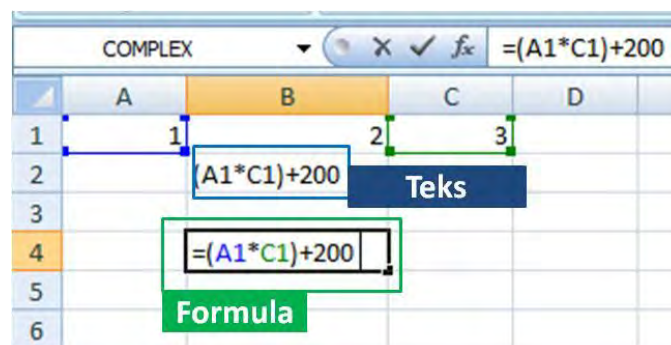 COMPLEX fx =(A1*C1)+200
A B C D
1 1 2 3
2 (A1*C1)+200 Teks
3
4 =(A1*C1)+200
5
Formula
6